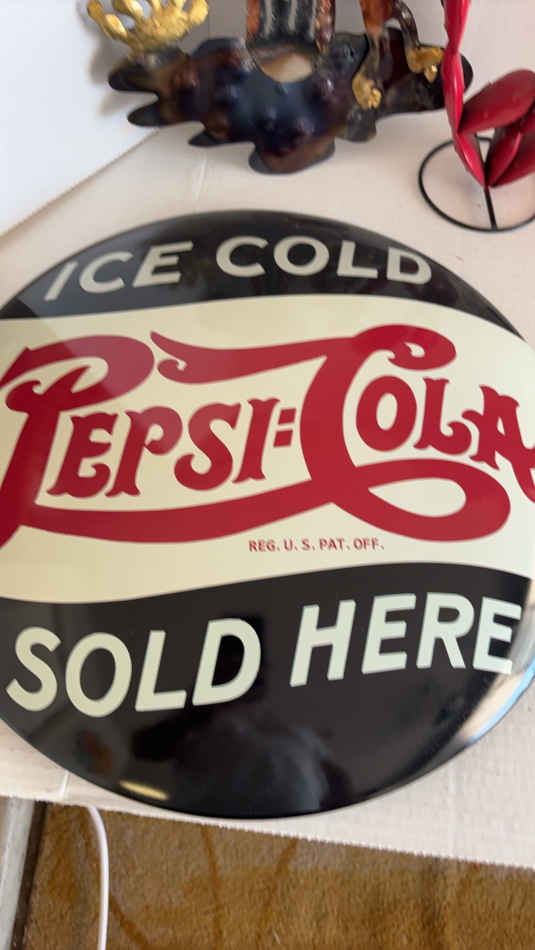 ICE COLD
PEPSI=COLA
REG. U. S. PAT. OFF.
SOLD HERE